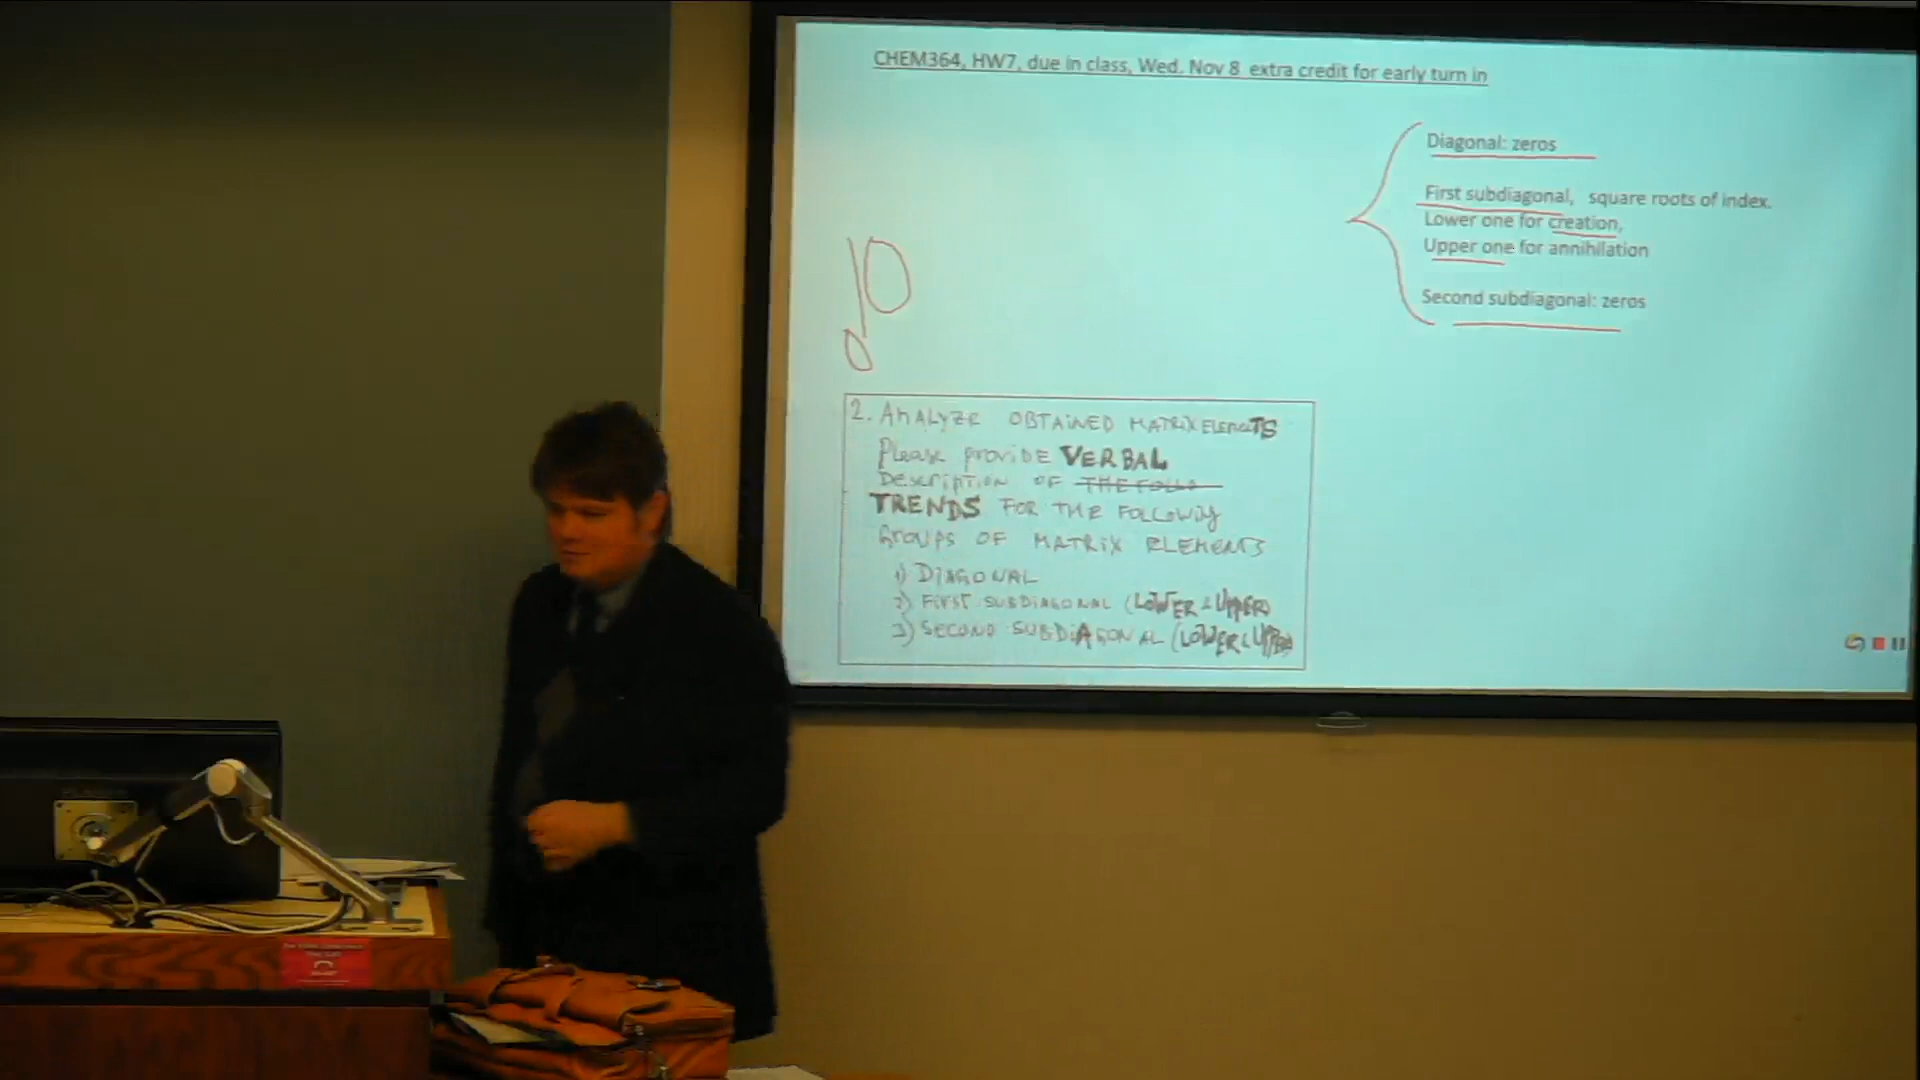 CHEM364, HW7, due in class, Wed. Nov 8 extra credit for early turn in
Diagonal: zeros
First subdiagonal, square roots of index.
Lower one for creation,
Upper one for annihilation
Second subdiagonal: zeros
2. ANALYZE OBTAINED MATRIX ELEMENTS
Please provide VERBAL
Description OF THE FOLLO
TRENDS FOR THE FOLLOWING
GROUPS OF MATRIX ELEMENTS
1) DIAGONAL
2) FIRST SUBDIAGONAL (LOWER & UPPER)
3) SECOND SUBDIAGONAL (LOWER & UPPER)